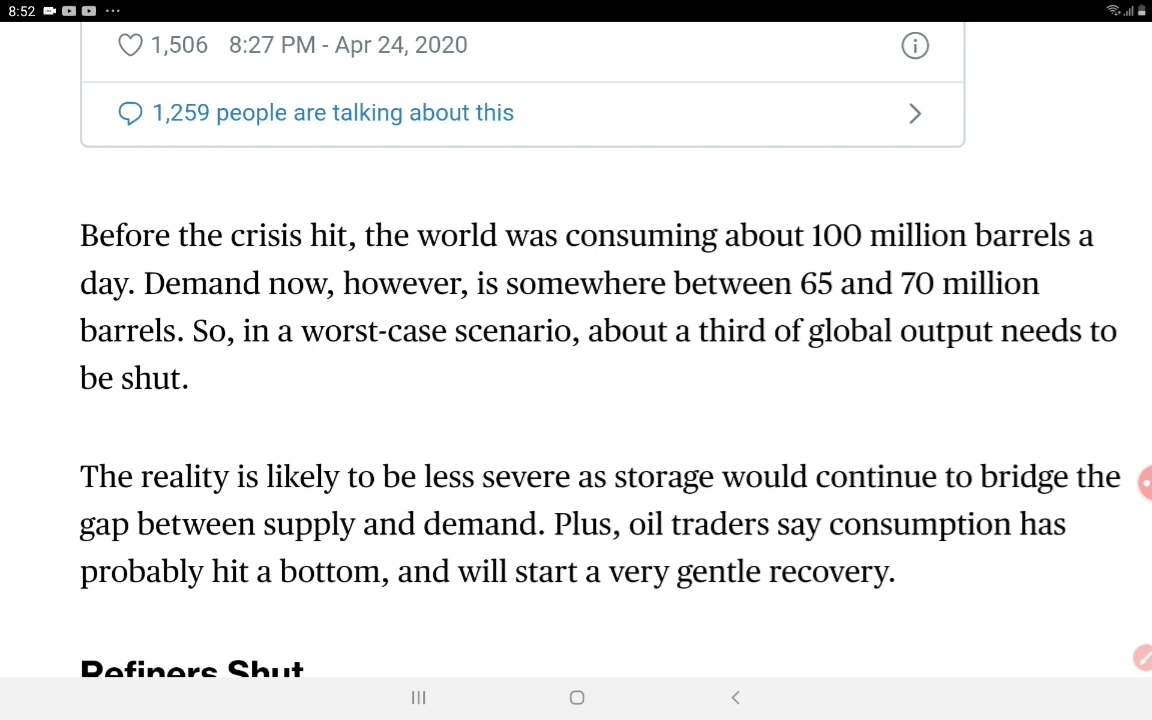 8:52
1,506 8:27 PM - Apr 24, 2020
1,259 people are talking about this
Before the crisis hit, the world was consuming about 100 million barrels a
day. Demand now, however, is somewhere between 65 and 70 million
barrels. So, in a worst-case scenario, about a third of global output needs to
be shut.
The reality is likely to be less severe as storage would continue to bridge the
gap between supply and demand. Plus, oil traders say consumption has
probably hit a bottom, and will start a very gentle recovery.
Refiners Shut